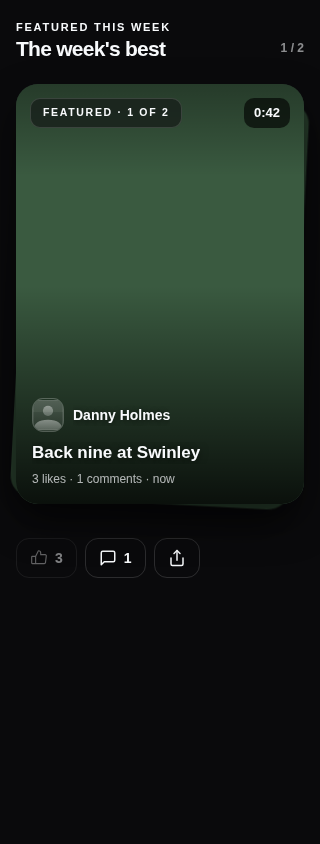 FEATURED THIS WEEK
The week's best
1 / 2
FEATURED · 1 OF 2
0:42
Danny Holmes
Back nine at Swinley
3 likes · 1 comments · now
3
1